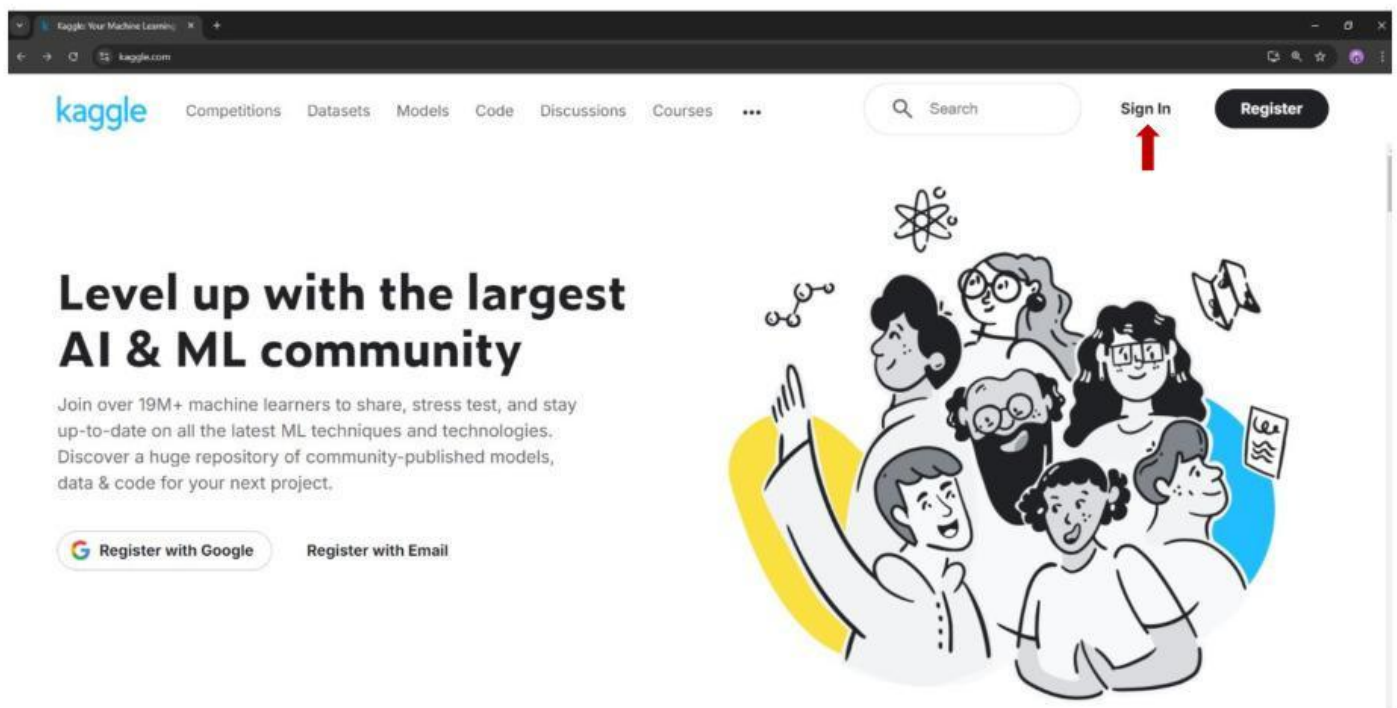 Kaggle: Your Machine Learning
kaggle.com
kaggle Competitions Datasets Models Code Discussions Courses ••• Search Sign In Register
Level up with the largest
AI & ML community
Join over 19M+ machine learners to share, stress test, and stay
up-to-date on all the latest ML techniques and technologies.
Discover a huge repository of community-published models,
data & code for your next project.
Register with Google Register with Email